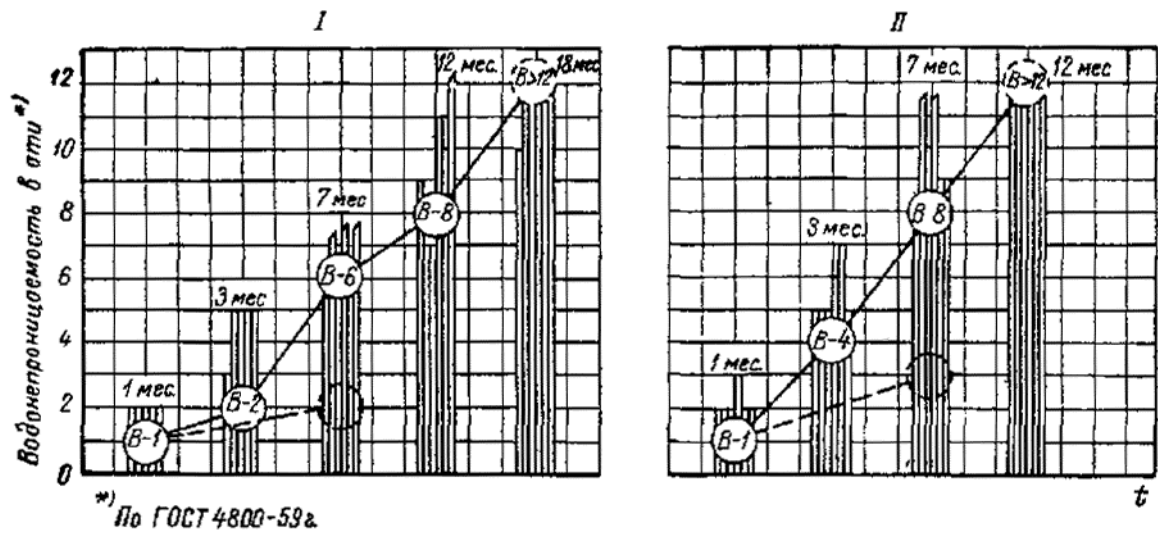 I
II
Водонепроницаемость в ати *)
12
10
8
6
4
2
0
1 мес.
3 мес
7 мес
12 мес.
18 мес.
В-1
В-2
В-6
В-8
В>12
1 мес.
3 мес.
7 мес.
12 мес.
В-1
В-4
В-8
В>12
t
*) По ГОСТ 4800-59г.